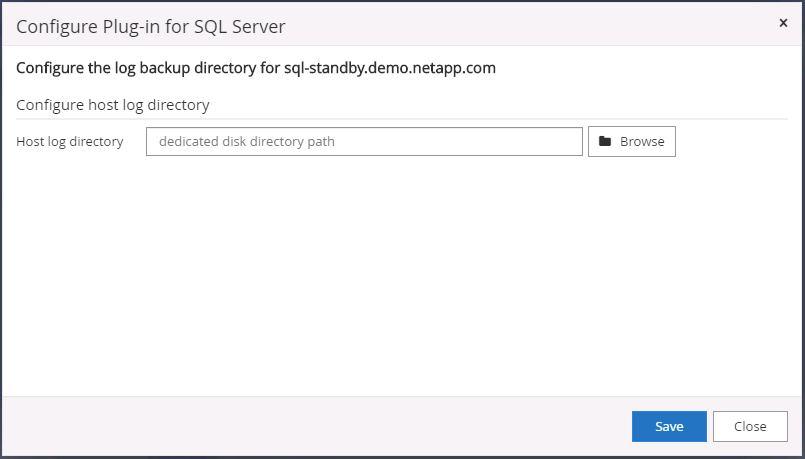 Configure Plug-in for SQL Server
×
Configure the log backup directory for sql-standby.demo.netapp.com
Configure host log directory
Host log directory
dedicated disk directory path
Browse
Save
Close